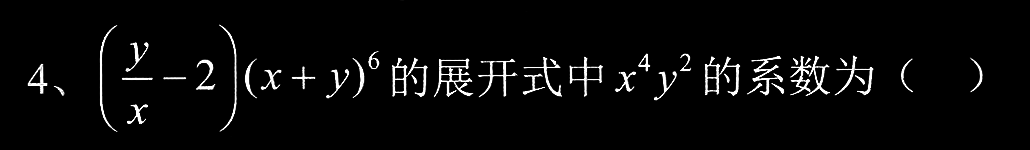 4、(y/x − 2)(x + y)⁶ 的展开式中 x⁴y² 的系数为（　）